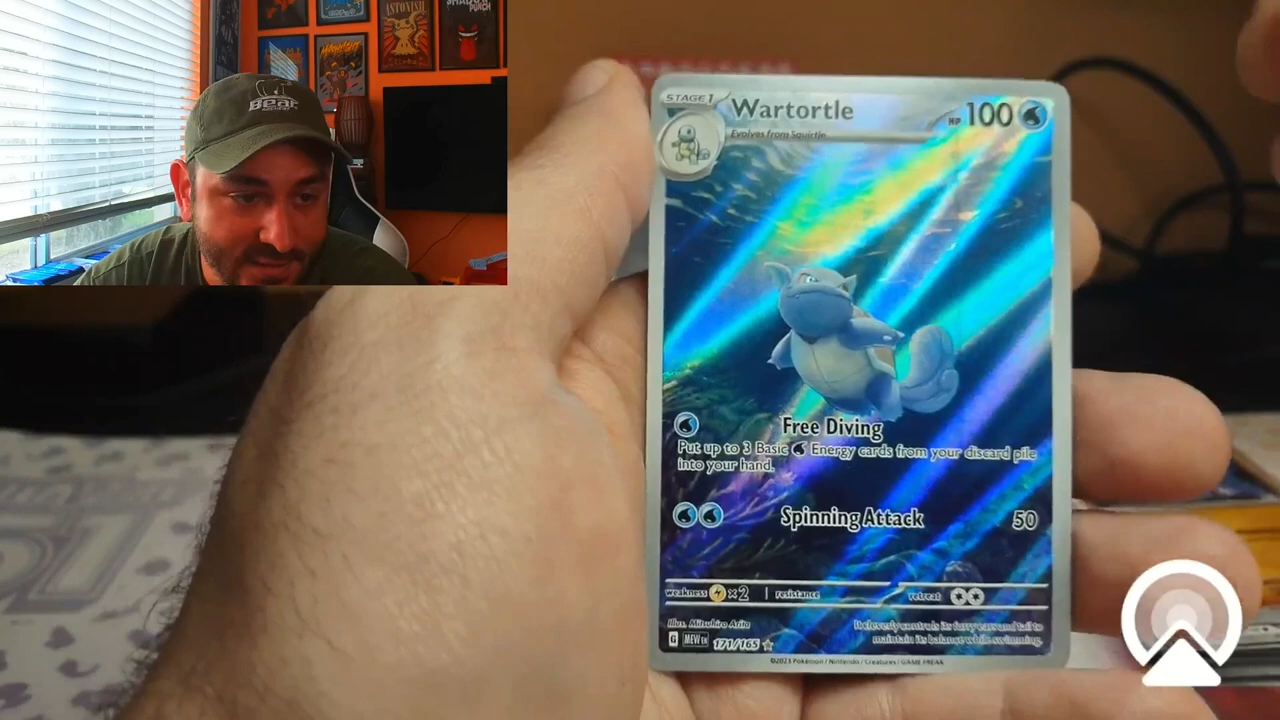 ASTONISH
PUNCH
MOONLIGHT
Bear
STAGE 1
Wartortle
HP 100
Evolves from Squirtle
Free Diving
Put up to 3 Basic Energy cards from your discard pile
into your hand.
Spinning Attack 50
weakness ×2 resistance retreat
Illus. Mitsuhiro Arita
It cleverly controls its furry ears and tail to
maintain its balance while swimming.
G MEW EN 171/165
©2023 Pokémon / Nintendo / Creatures / GAME FREAK